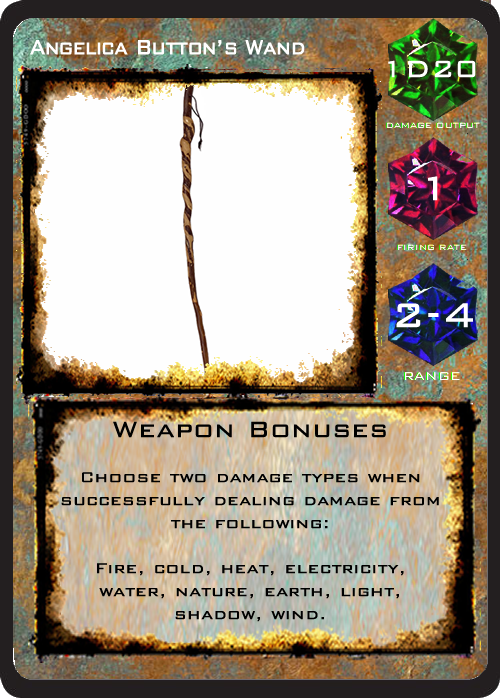 Angelica Button's Wand
1D20
Damage Output
1
Firing Rate
2-4
Range
Weapon Bonuses
Choose two damage types when
successfully dealing damage from
the following:
Fire, cold, heat, electricity,
water, nature, earth, light,
shadow, wind.